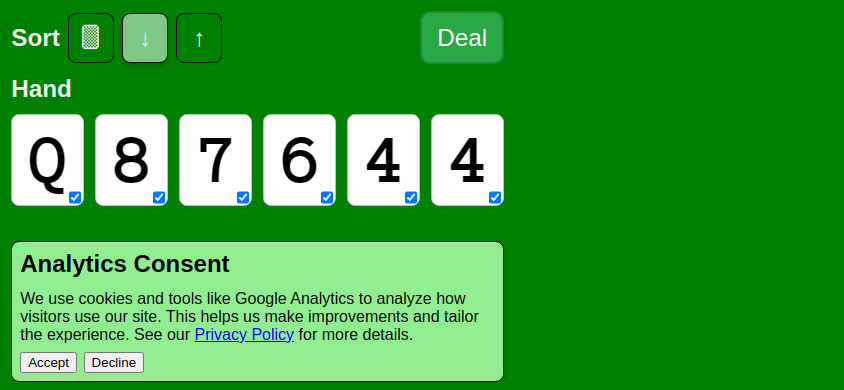 Sort ↓ ↑ Deal
Hand
Q 8 7 6 4 4
Analytics Consent
We use cookies and tools like Google Analytics to analyze how
visitors use our site. This helps us make improvements and tailor
the experience. See our Privacy Policy for more details.
Accept Decline